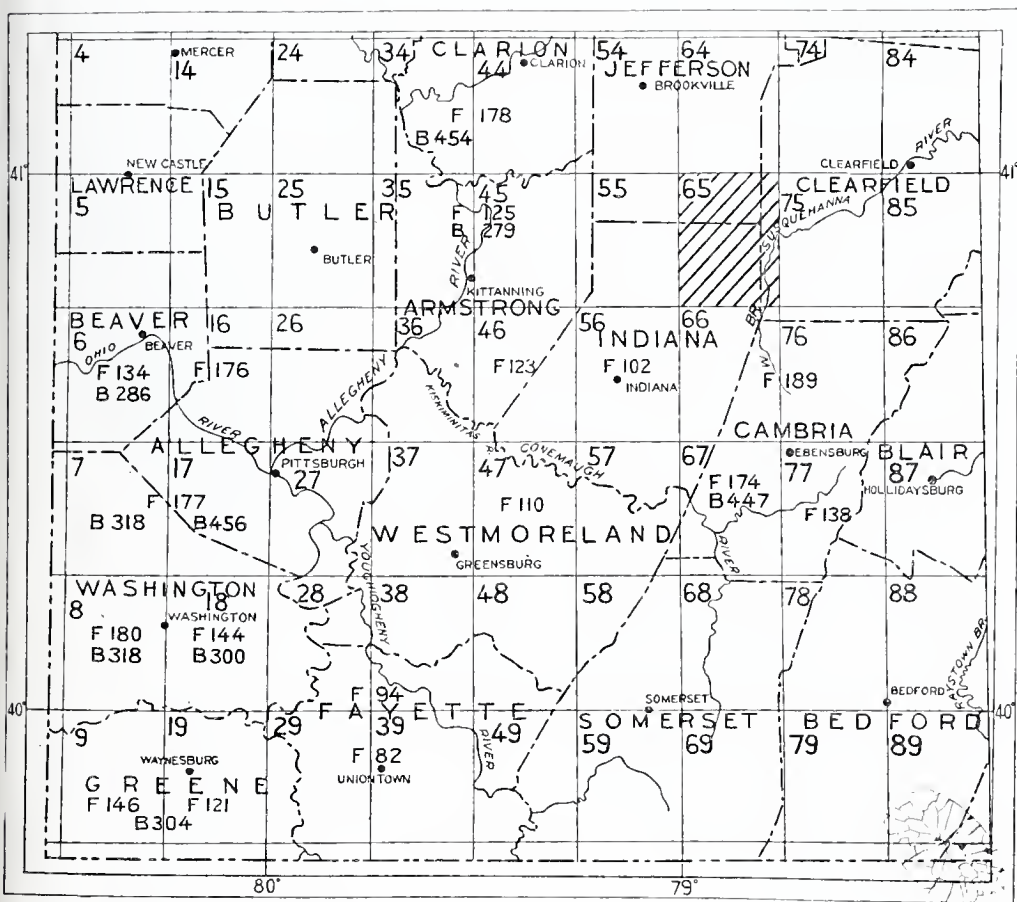 CLARION
4 24 34 54 64 74 84
MERCER 44 CLARION JEFFERSON
14 BROOKVILLE
F 178
B 454
RIVER
41° NEW CASTLE CLEARFIELD 41°
LAWRENCE 15 25 35 45 55 65 CLEARFIELD
5 75 85
BUTLER F 125 SUSQUEHANNA
B 279
BUTLER RIVER
KITTANNING
ARMSTRONG
BEAVER 16 26 36 46 56 66 76 86
6 BEAVER INDIANA BR.
OHIO
F 134 F 176 F 123 F 102 F 189
B 286 INDIANA
ALLEGHENY KISKIMINITAS R
RIVER CAMBRIA
ALLEGHENY CONEMAUGH EBENSBURG BLAIR
7 17 27 37 47 57 67 77 87
PITTSBURGH HOLLIDAYSBURG
F 177 F 110 F 174 F 138
B 318 B 456 B 447
WESTMORELAND
RIVER
GREENSBURG
YOUGHIOGHENY
WASHINGTON 28 38 48 58 68 78 88
8 18
WASHINGTON
F 180 F 144
B 318 B 300
RAYSTOWN BR.
F 94 SOMERSET BEDFORD
40° FAYETTE SOMERSET BEDFORD 40°
9 19 29 39 49 59 69 79 89
RIVER
WAYNESBURG F 82
UNIONTOWN
GREENE
F 146 F 121
B 304
80° 79°